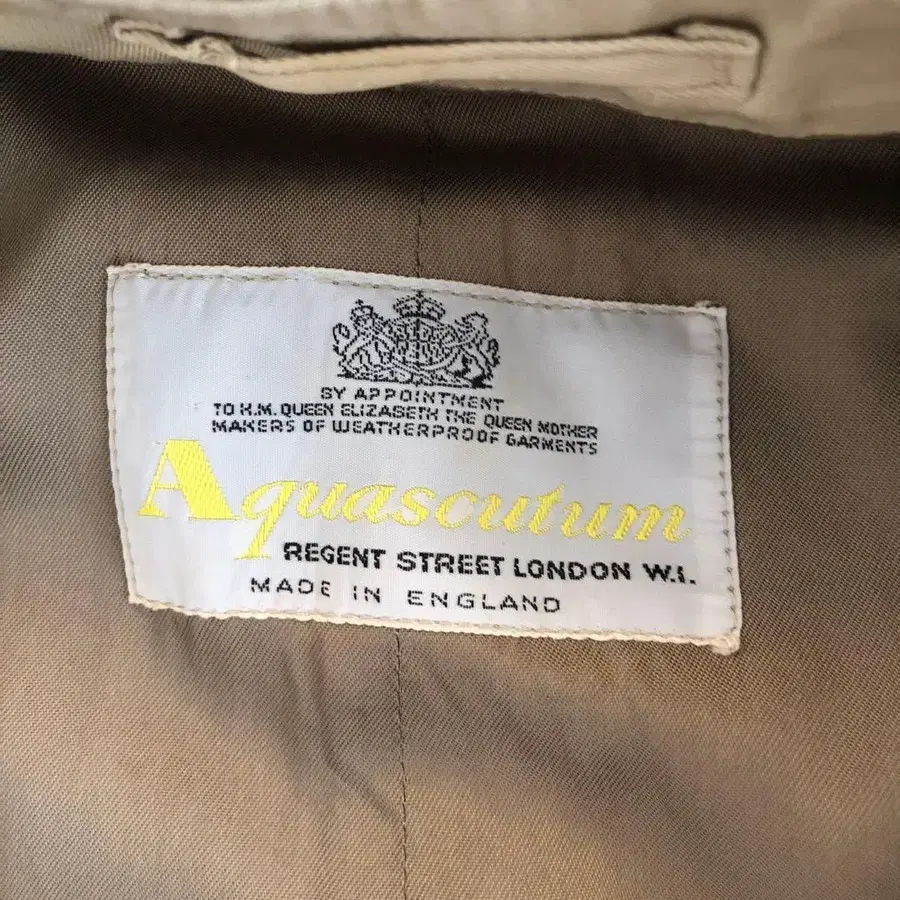 BY APPOINTMENT
TO H.M. QUEEN ELIZABETH THE QUEEN MOTHER
MAKERS OF WEATHERPROOF GARMENTS
Aquascutum
REGENT STREET LONDON W.1.
MADE IN ENGLAND